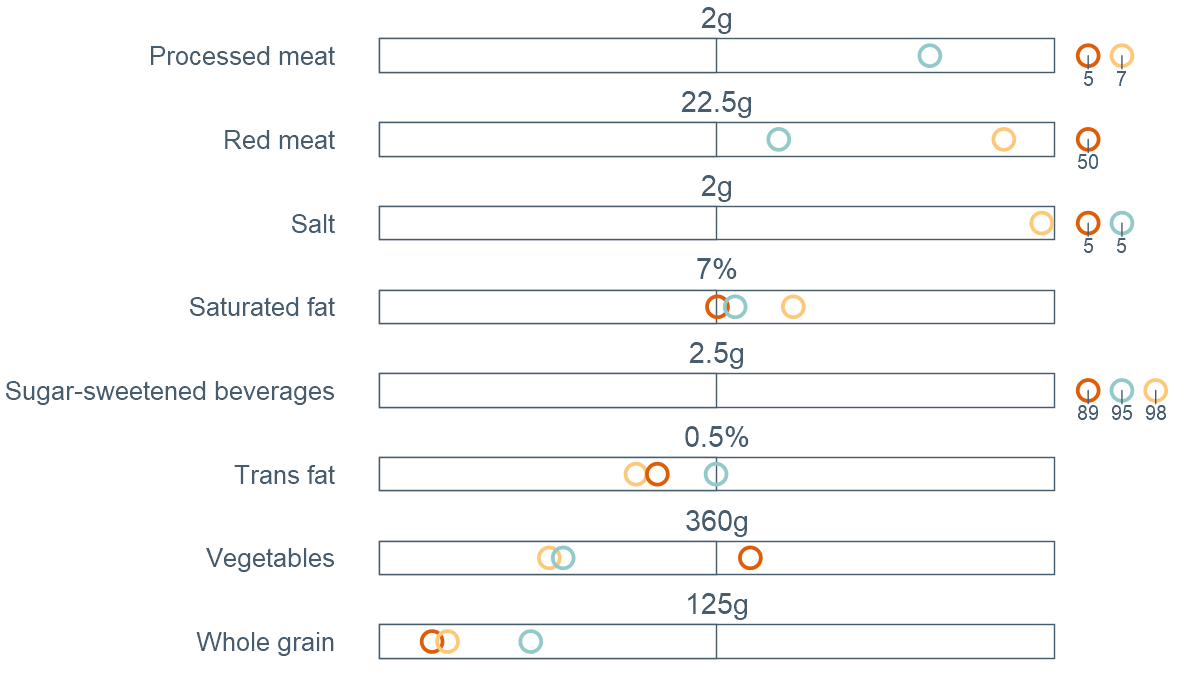 2g
Processed meat
5 7
22.5g
Red meat
50
2g
Salt
5 5
7%
Saturated fat
2.5g
Sugar-sweetened beverages
89 95 98
0.5%
Trans fat
360g
Vegetables
125g
Whole grain